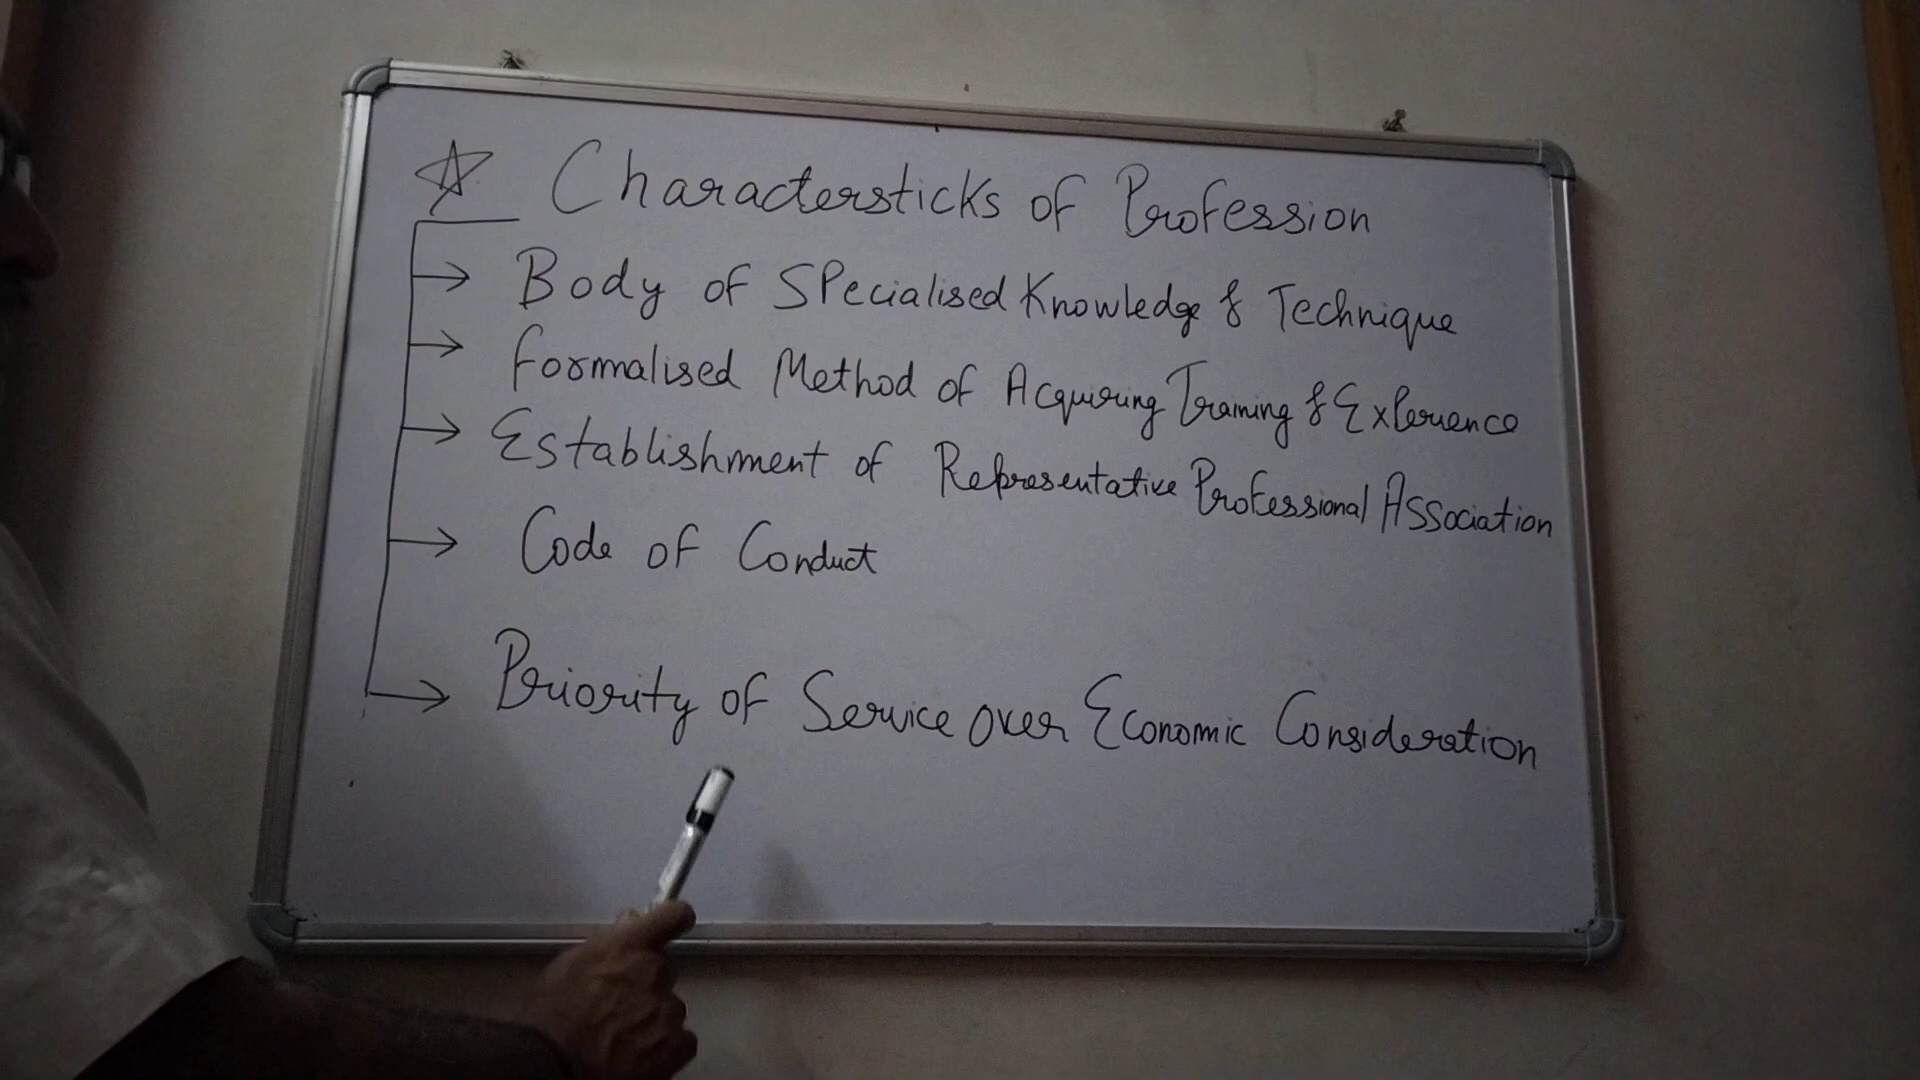 Charactersticks of Profession
Body of Specialised Knowledge & Technique
Formalised Method of Acquiring Training & Experience
Establishment of Representative Professional Association
Code of Conduct
Priority of Service over Economic Consideration